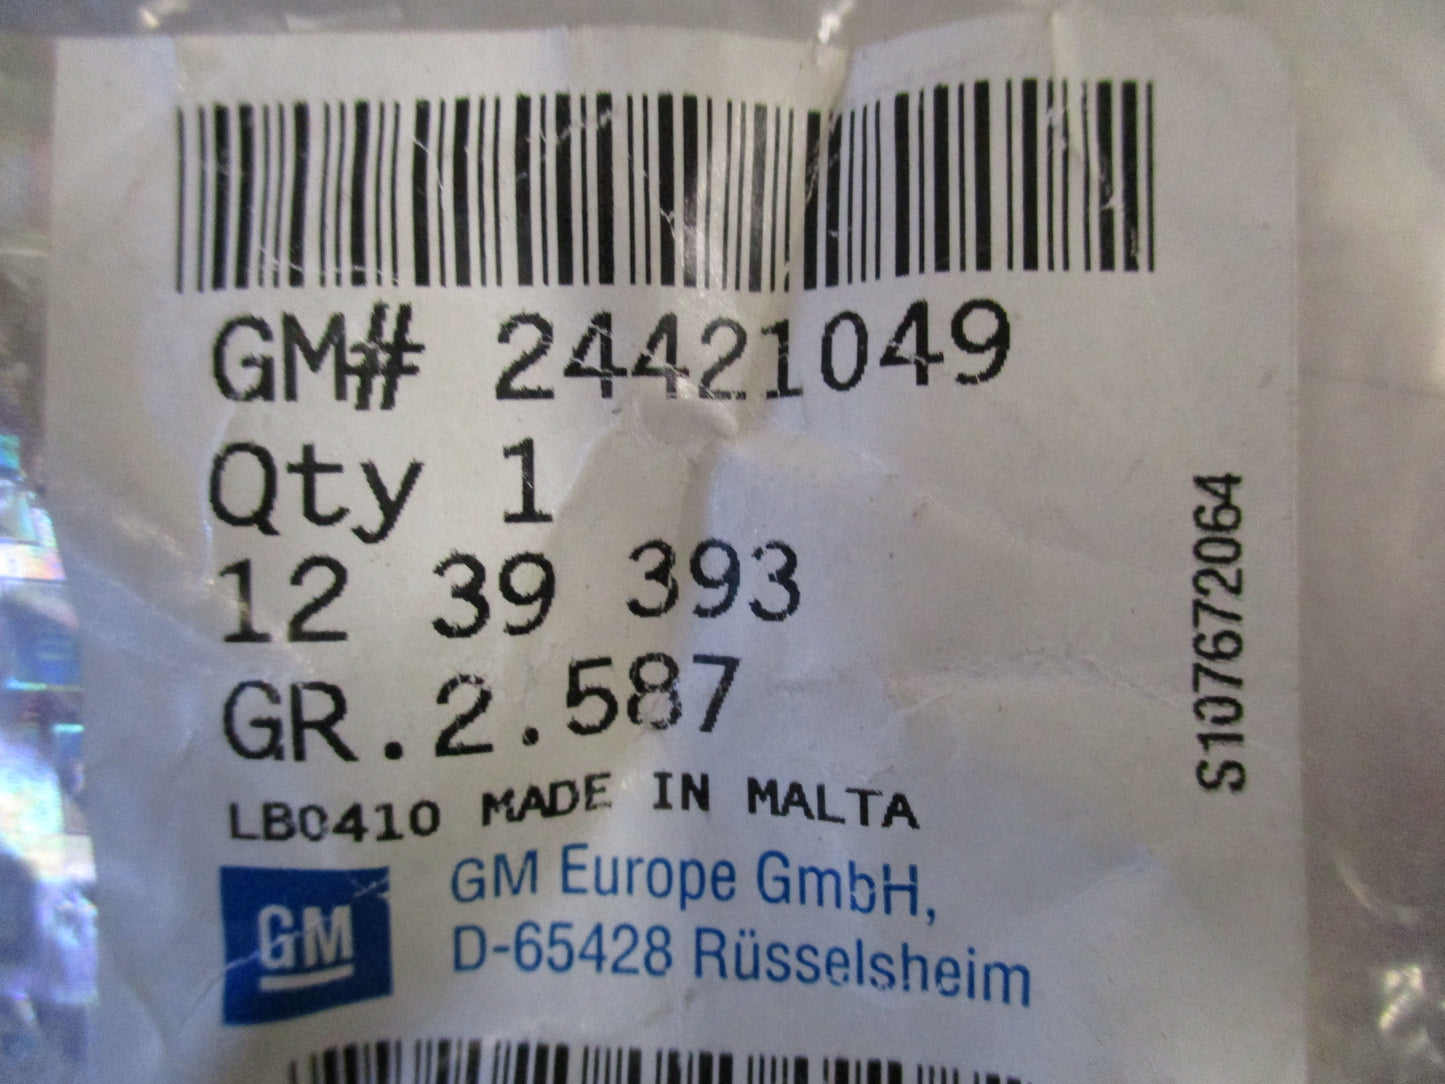 GM# 24421049
Qty 1
12 39 393
GR.2.587
LB0410 MADE IN MALTA
GM
GM Europe GmbH,
D-65428 Rüsselsheim
S107672064